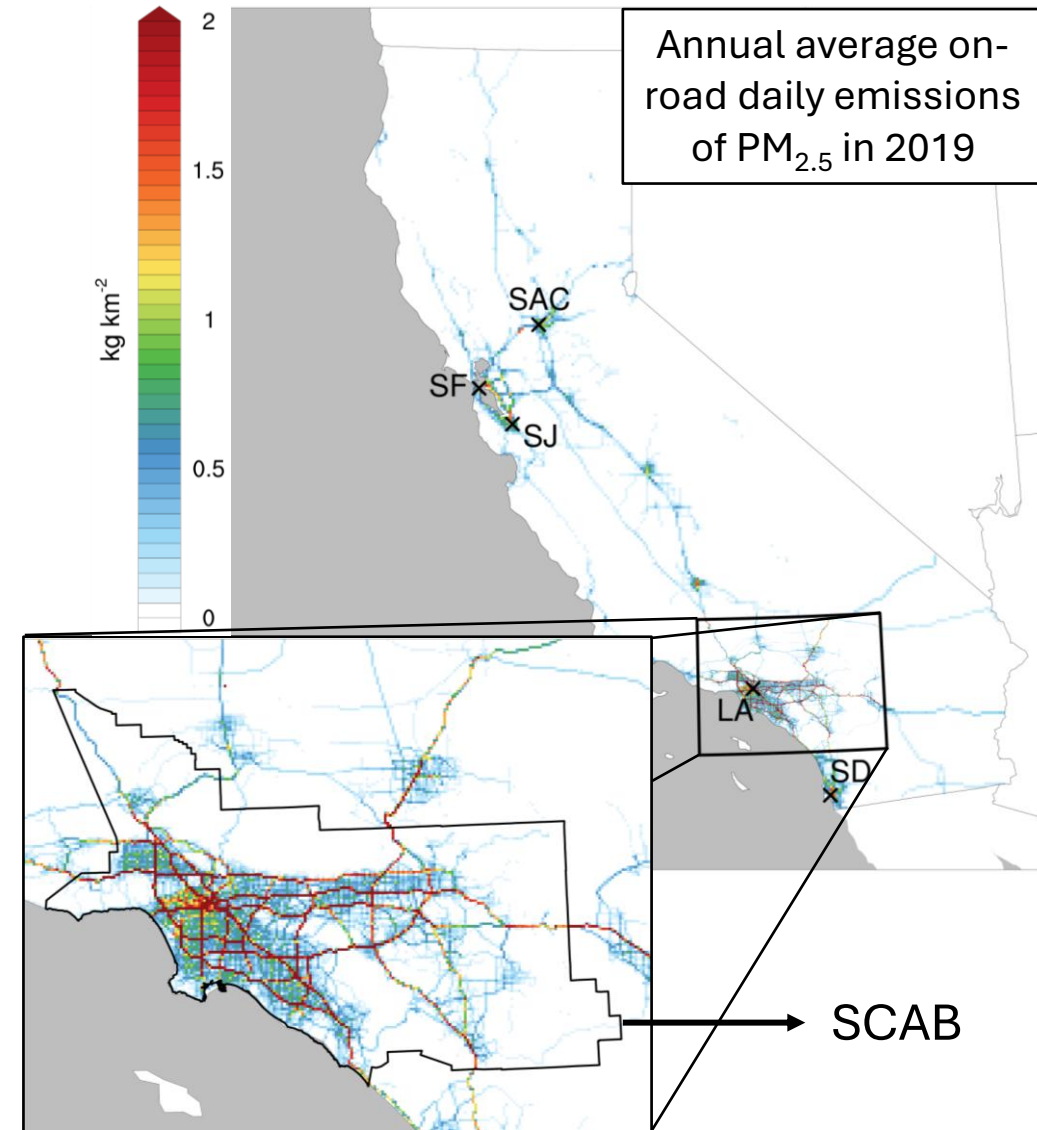 Annual average on-
road daily emissions
of PM2.5 in 2019
2
1.5
1
0.5
0
kg km-2
SAC
SF
SJ
LA
SD
SCAB